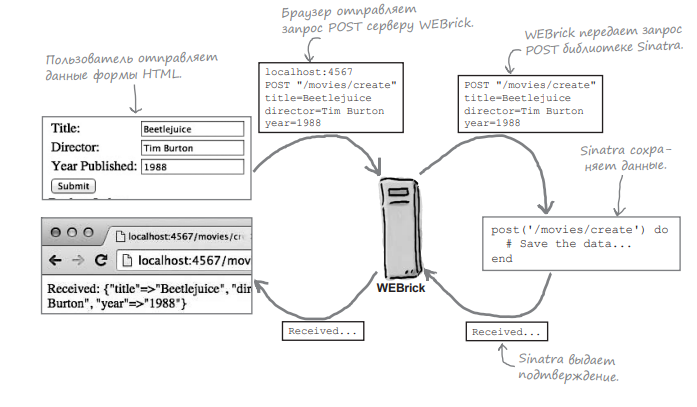 Браузер отправляет
запрос POST серверу WEBrick.
WEBrick передает запрос
POST библиотеке Sinatra.
Пользователь отправляет
данные формы HTML.
localhost:4567
POST "/movies/create"
title=Beetlejuice
director=Tim Burton
year=1988
POST "/movies/create"
title=Beetlejuice
director=Tim Burton
year=1988
Title: Beetlejuice
Director: Tim Burton
Year Published: 1988
Submit
Sinatra сохра-
няет данные.
post('/movies/create') do
# Save the data...
end
localhost:4567/movies/cr
localhost:4567/mov
Received: {"title"=>"Beetlejuice", "dir
Burton", "year"=>"1988"}
WEBrick
Received...
Received...
Sinatra выдает
подтверждение.